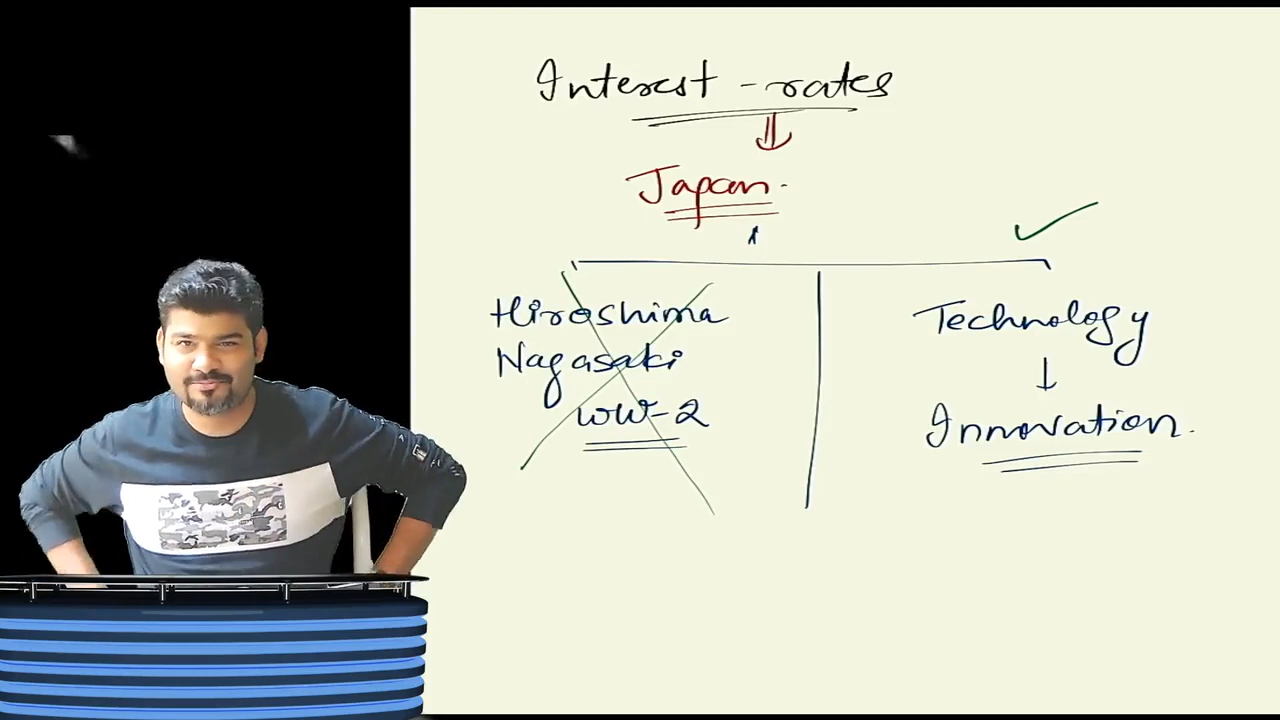 Interest-rates
Japan.
Hiroshima
Nagasaki
WW-2
Technology
Innovation.